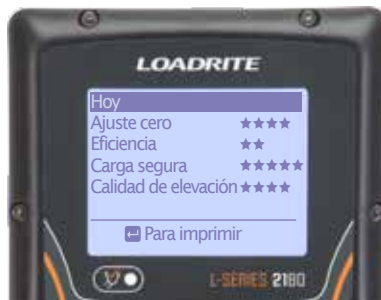 LOADRITE
Hoy
Ajuste cero ★★★★
Eficiencia ★★
Carga segura ★★★★★
Calidad de elevación ★★★★
↵ Para imprimir
L-SERIES 2180